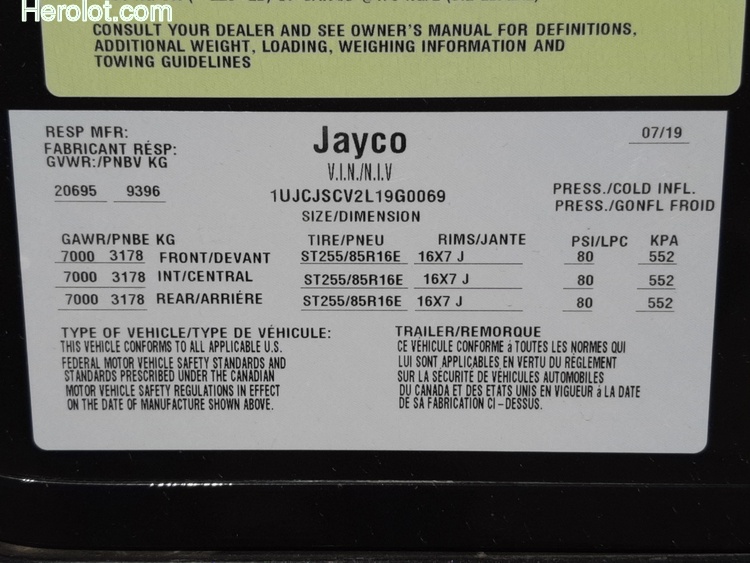 Herolot.com
CONSULT YOUR DEALER AND SEE OWNER'S MANUAL FOR DEFINITIONS,
ADDITIONAL WEIGHT, LOADING, WEIGHING INFORMATION AND
TOWING GUIDELINES
RESP MFR: Jayco 07/19
FABRICANT RÉSP:
GVWR:/PNBV KG V.I.N./N.I.V
20695 9396 1UJCJSCV2L19G0069 PRESS./COLD INFL.
SIZE/DIMENSION PRESS./GONFL FROID
GAWR/PNBE KG TIRE/PNEU RIMS/JANTE PSI/LPC KPA
7000 3178 FRONT/DEVANT ST255/85R16E 16X7 J 80 552
7000 3178 INT/CENTRAL ST255/85R16E 16X7 J 80 552
7000 3178 REAR/ARRIÉRE ST255/85R16E 16X7 J 80 552
TYPE OF VEHICLE/TYPE DE VÉHICULE: TRAILER/REMORQUE
THIS VEHICLE CONFORMS TO ALL APPLICABLE U.S.
FEDERAL MOTOR VEHICLE SAFETY STANDARDS AND
STANDARDS PRESCRIBED UNDER THE CANADIAN
MOTOR VEHICLE SAFETY REGULATIONS IN EFFECT
ON THE DATE OF MANUFACTURE SHOWN ABOVE.
CE VÉHICULE CONFORME à TOUTES LES NORMES QUI
LUI SONT APPLICABLES EN VERTU DU REGLEMENT
SUR LA SECURITE DE VÉHICULES AUTOMOBILES
DU CANADA ET DES ETATS UNIS EN VIGUEUR à LA DATE
DE SA FABRICATION CI-DESSUS.